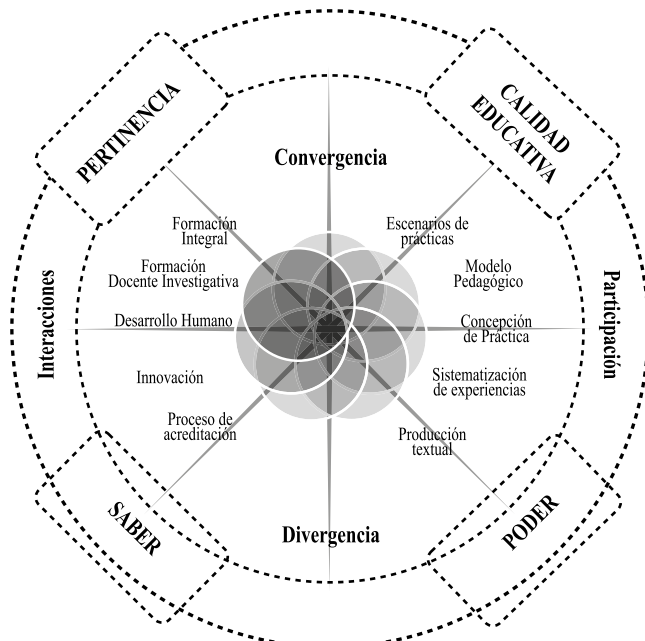 PERTINENCIA
CALIDAD
EDUCATIVA
Convergencia
Formación
Integral
Escenarios de
prácticas
Formación
Docente Investigativa
Modelo
Pedagógico
Interacciones
Participación
Desarrollo Humano
Concepción
de Práctica
Innovación
Sistematización
de experiencias
Proceso de
acreditación
Producción
textual
SABER
PODER
Divergencia